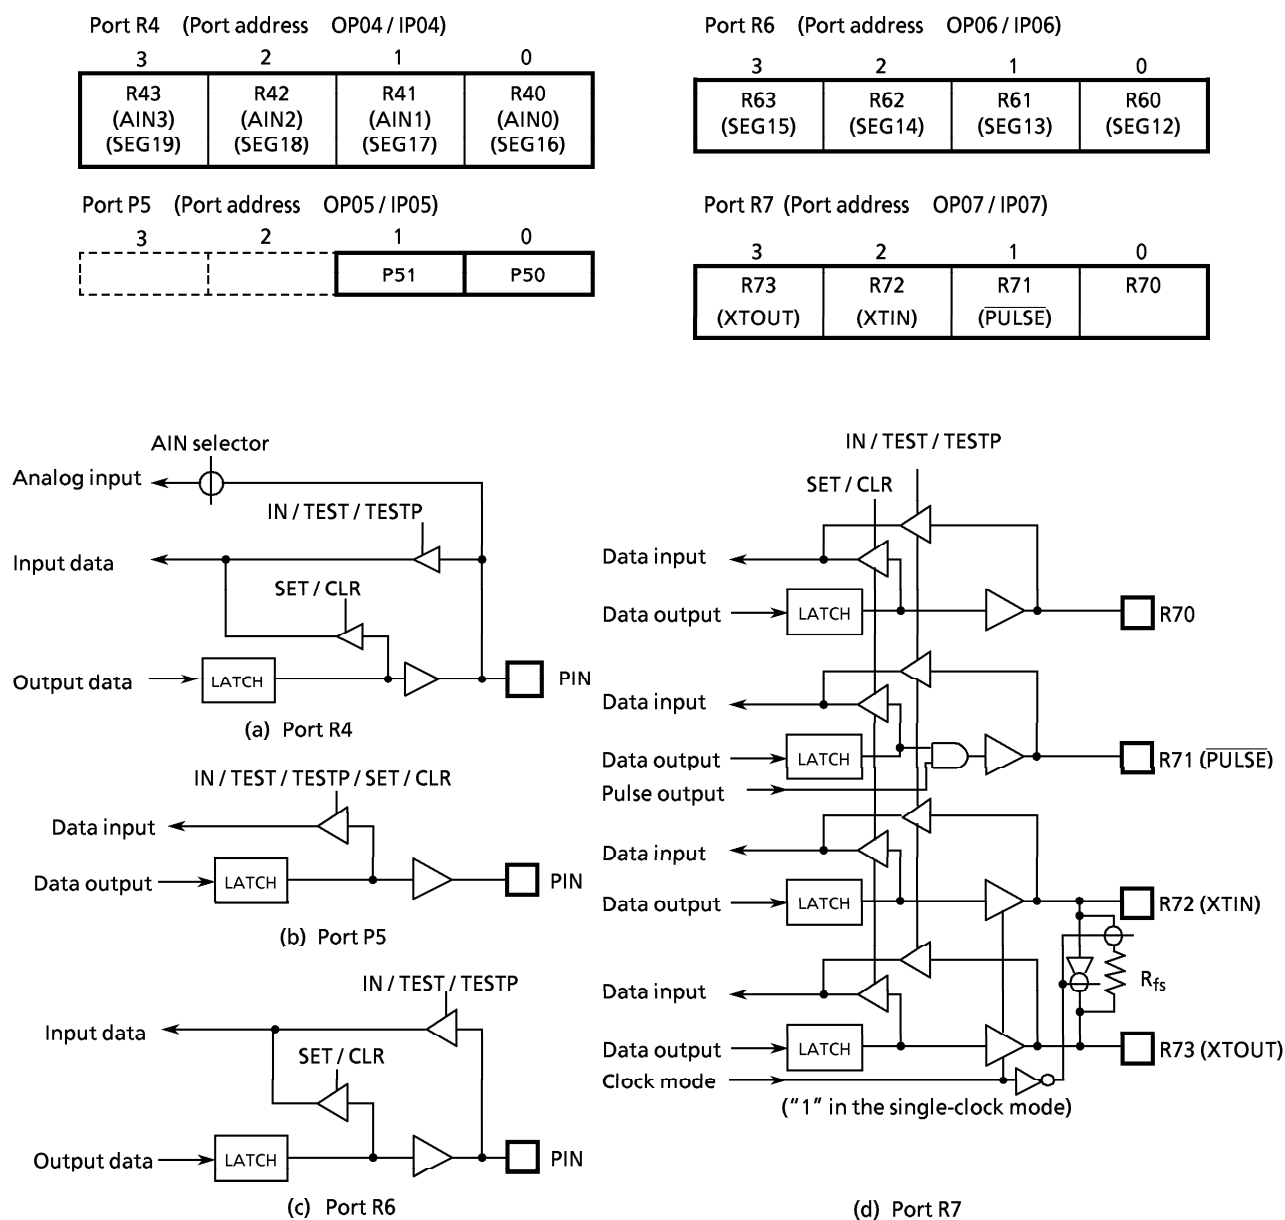 Port R4 (Port address OP04 / IP04)
3 2 1 0
R43 R42 R41 R40
(AIN3) (AIN2) (AIN1) (AIN0)
(SEG19) (SEG18) (SEG17) (SEG16)
Port P5 (Port address OP05 / IP05)
3 2 1 0
P51 P50
Port R6 (Port address OP06 / IP06)
3 2 1 0
R63 R62 R61 R60
(SEG15) (SEG14) (SEG13) (SEG12)
Port R7 (Port address OP07 / IP07)
3 2 1 0
R73 R72 R71 R70
(XTOUT) (XTIN) (PULSE)
AIN selector
Analog input
IN / TEST / TESTP
Input data
SET / CLR
Output data LATCH PIN
(a) Port R4
IN / TEST / TESTP / SET / CLR
Data input
Data output LATCH PIN
(b) Port P5
IN / TEST / TESTP
Input data
SET / CLR
Output data LATCH PIN
(c) Port R6
IN / TEST / TESTP
SET / CLR
Data input
Data output LATCH R70
Data input
Data output LATCH R71 (PULSE)
Pulse output
Data input
Data output LATCH R72 (XTIN)
Rfs
Data input
Data output LATCH R73 (XTOUT)
Clock mode
("1" in the single-clock mode)
(d) Port R7